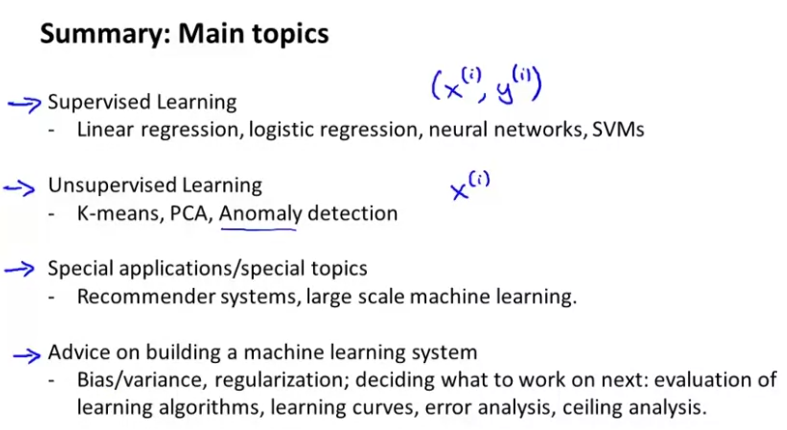 Summary: Main topics
(x^(i), y^(i))
Supervised Learning
- Linear regression, logistic regression, neural networks, SVMs
Unsupervised Learning x^(i)
- K-means, PCA, Anomaly detection
Special applications/special topics
- Recommender systems, large scale machine learning.
Advice on building a machine learning system
- Bias/variance, regularization; deciding what to work on next: evaluation of
learning algorithms, learning curves, error analysis, ceiling analysis.